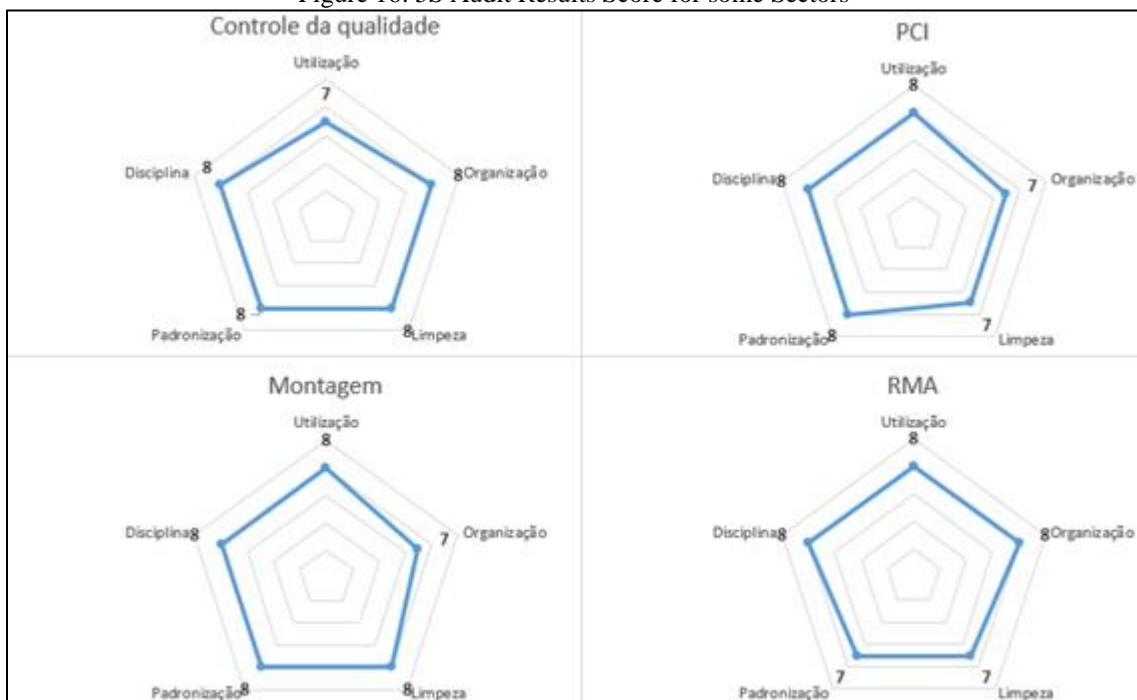 Figure 10: 5S Audit Results Score for some Sectors
Controle da qualidade
Utilização
7
Disciplina
8
8
Organização
8
Padronização
8
Limpeza
PCI
Utilização
8
Disciplina
8
7
Organização
Padronização
8
7
Limpeza
Montagem
Utilização
8
Disciplina
8
7
Organização
Padronização
8
8
Limpeza
RMA
Utilização
8
Disciplina
8
8
Organização
7
7
Padronização
Limpeza